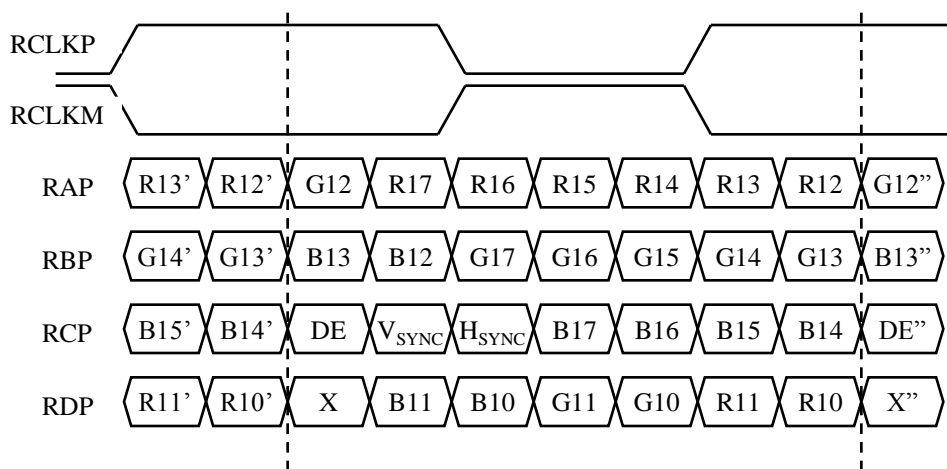 RCLKP
RCLKM
RAP R13’ R12’ G12 R17 R16 R15 R14 R13 R12 G12”
RBP G14’ G13’ B13 B12 G17 G16 G15 G14 G13 B13”
RCP B15’ B14’ DE VSYNC HSYNC B17 B16 B15 B14 DE”
RDP R11’ R10’ X B11 B10 G11 G10 R11 R10 X”